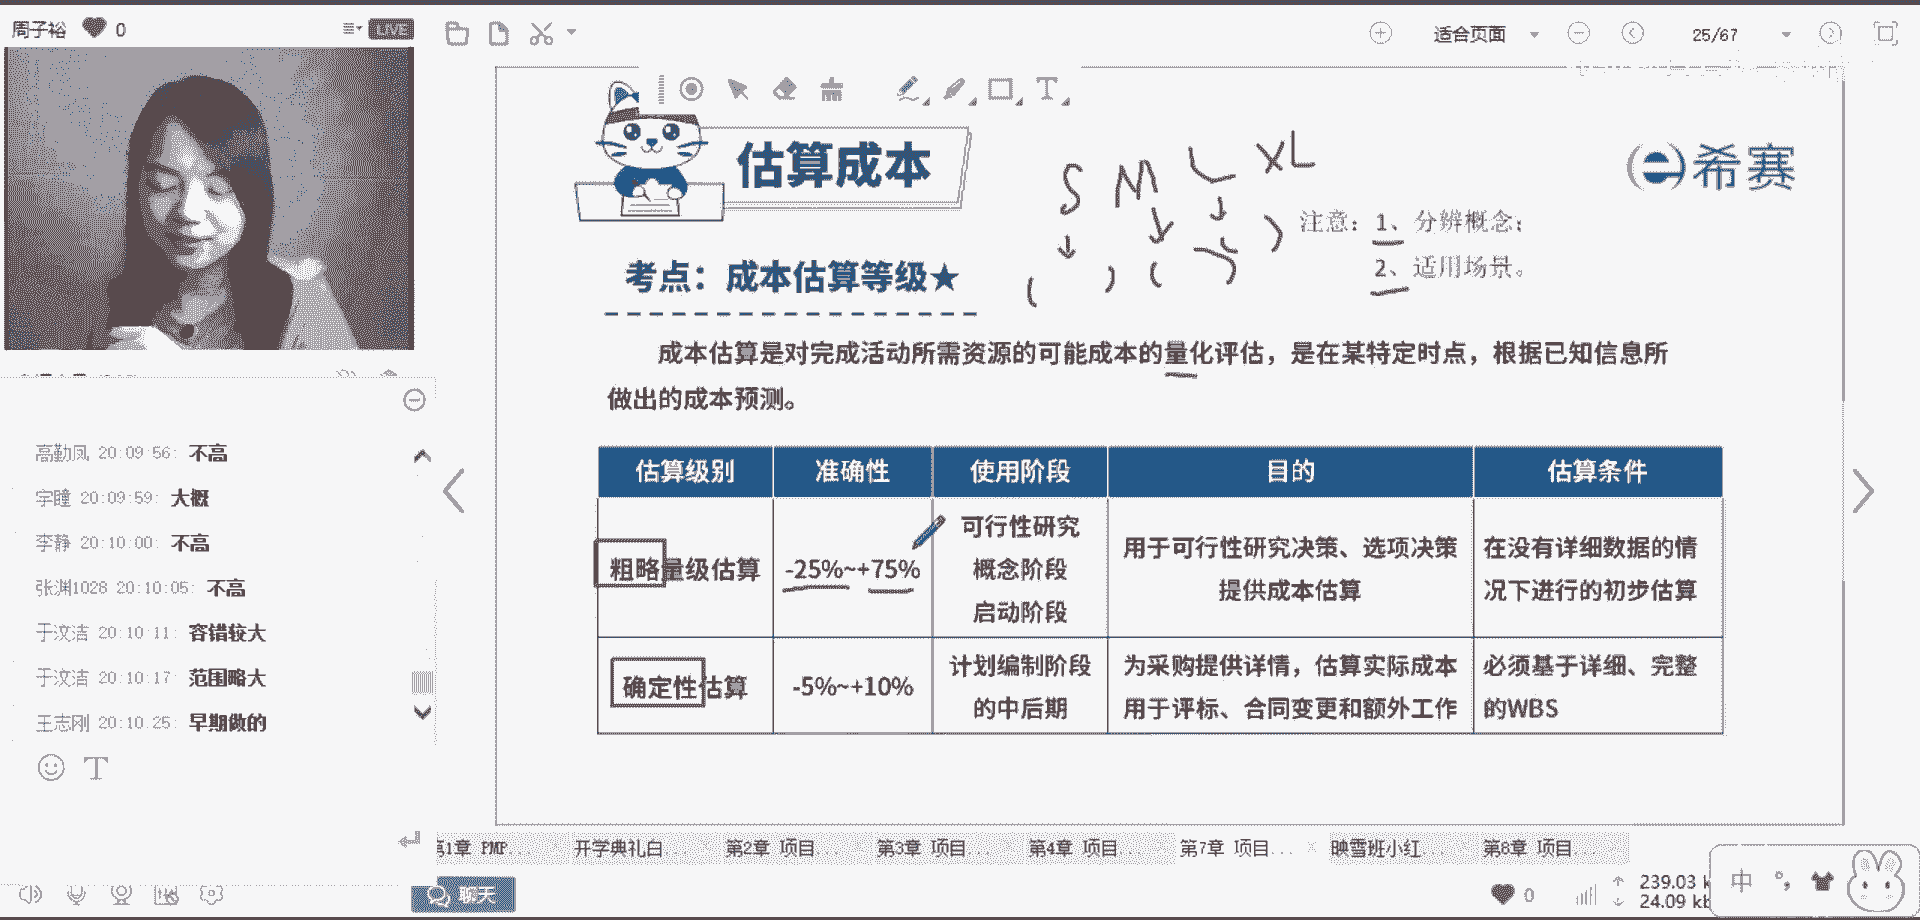 周子裕 0
LIVE
适合页面
25/67
估算成本
S M L XL
希赛
注意：1、分辨概念；
2、适用场景。
考点：成本估算等级★
成本估算是对完成活动所需资源的可能成本的量化评估，是在某特定时点，根据已知信息所
做出的成本预测。
估算级别 准确性 使用阶段 目的 估算条件
粗略量级估算 -25%~+75% 可行性研究
概念阶段
启动阶段
用于可行性研究决策、选项决策
提供成本估算
在没有详细数据的情
况下进行的初步估算
确定性估算 -5%~+10% 计划编制阶段
的中后期
为采购提供详情，估算实际成本
用于评标、合同变更和额外工作
必须基于详细、完整
的WBS
高勤凤 20:09:56: 不高
宇瞳 20:09:59: 大概
李静 20:10:00: 不高
张渊1028 20:10:05: 不高
于汶洁 20:10:11: 容错较大
于汶洁 20:10:17: 范围略大
王志刚 20:10:25: 早期做的
T
第1章 PMP... 开学典礼白... 第2章 项目... 第3章 项目... 第4章 项目... 第7章 项目... 映雪班小红... 第8章 项目...
聊天
0
239.03 k
24.09 kb
中